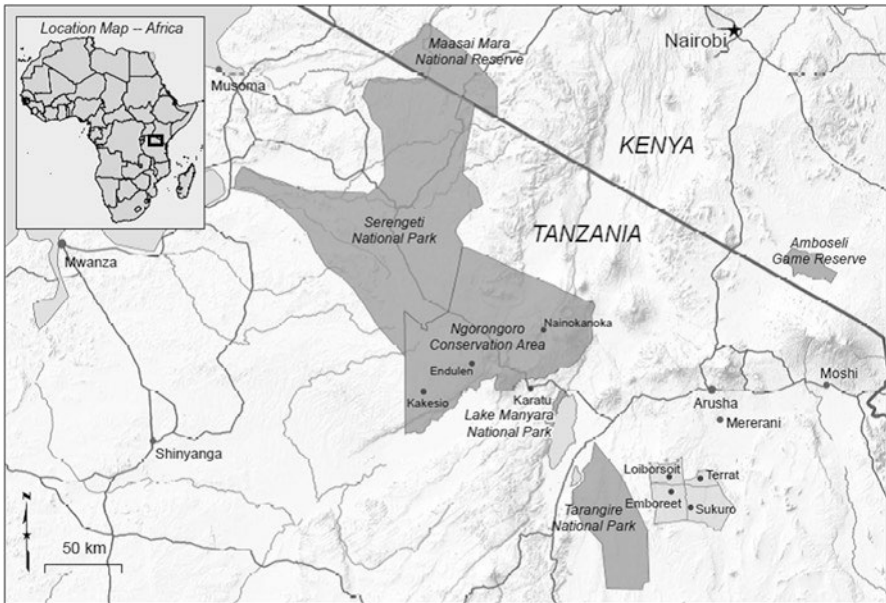 Location Map -- Africa
Maasai Mara
National Reserve
Nairobi
Musoma
KENYA
Serengeti
National Park
TANZANIA
Amboseli
Game Reserve
Mwanza
Nainokanoka
Ngorongoro
Conservation Area
Endulen
Kakesio
Karatu
Lake Manyara
National Park
Arusha
Moshi
Mererani
Shinyanga
Loiborsoit
Terrat
Emboreet
Sukuro
Tarangire
National Park
N
50 km